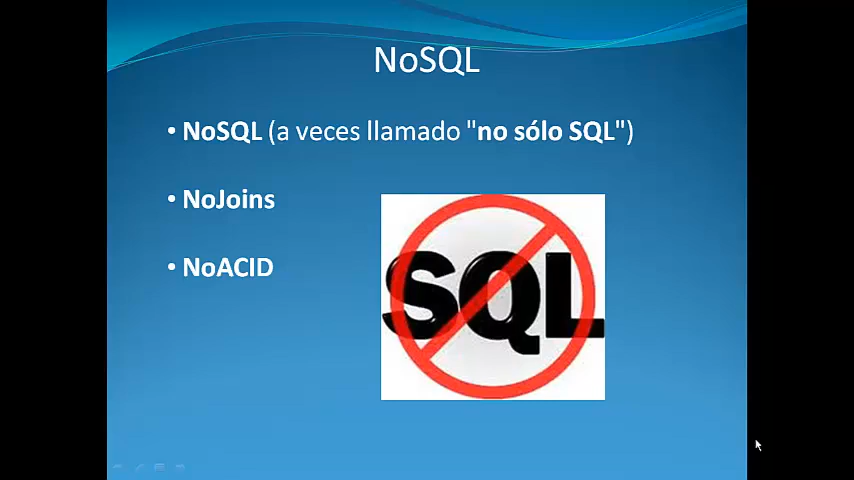 NoSQL
• NoSQL (a veces llamado "no sólo SQL")
• NoJoins
• NoACID
SQL